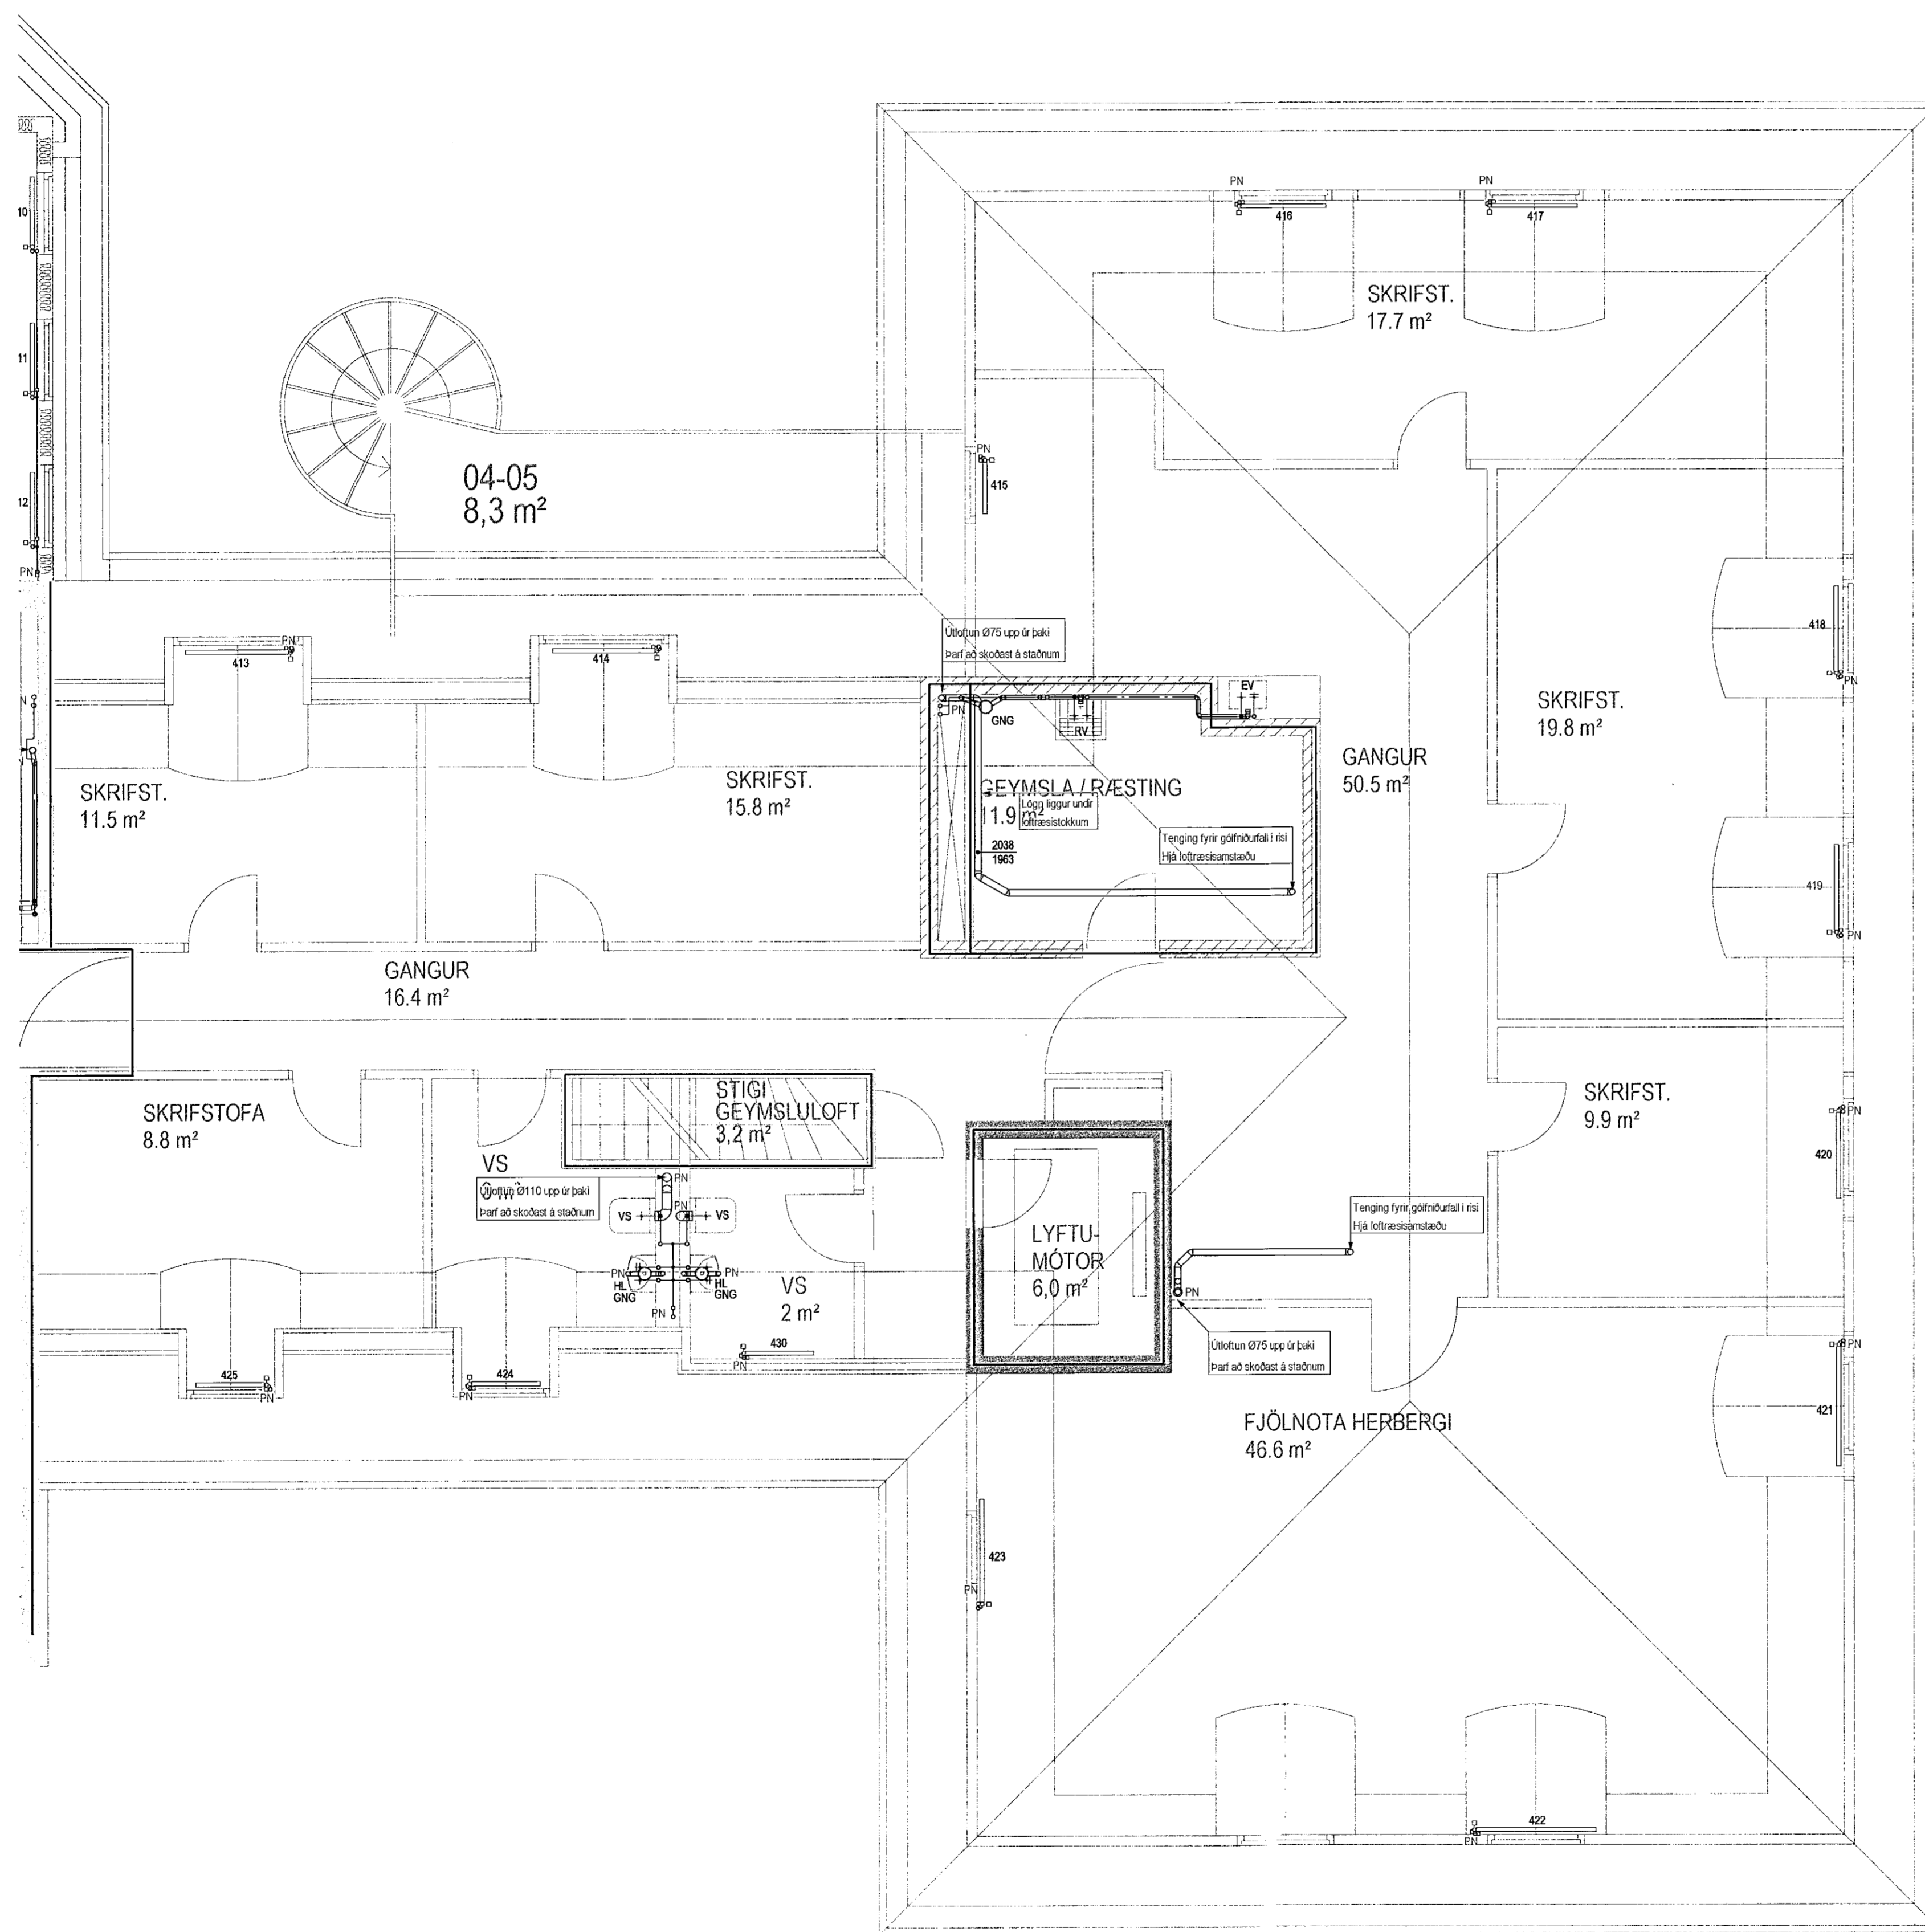 PN
PN
416
417
10
SKRIFST.
17.7 m²
11
PN
415
04-05
8,3 m²
12
PN
Útloftun Ø75 upp úr þaki
Þarf að skoðast á staðnum
418
PN
PN
413
414
N
PN
GNG
RV
EV
SKRIFST.
19.8 m²
SKRIFST.
11.5 m²
SKRIFST.
15.8 m²
GEYMSLA / RÆSTING
11.9 m²
Lögn liggur undir
loftræsistokkum
GANGUR
50.5 m²
2038
1963
Tenging fyrir gólfniðurfall í risi
Hjá loftræsisamstæðu
419
PN
GANGUR
16.4 m²
SKRIFSTOFA
8.8 m²
STIGI
GEYMSLULOFT
3,2 m²
SKRIFST.
9.9 m²
PN
420
VS
Útloftun Ø110 upp úr þaki
Þarf að skoðast á staðnum
PN
PN
VS
VS
PN
PN
HL
GNG
HL
GNG
PN
VS
2 m²
LYFTU-
MÓTOR
6,0 m²
Tenging fyrir gólfniðurfall í risi
Hjá loftræsisamstæðu
PN
Útloftun Ø75 upp úr þaki
Þarf að skoðast á staðnum
PN
430
PN
425
PN
424
PN
421
FJÖLNOTA HERBERGI
46.6 m²
423
PN
422
PN